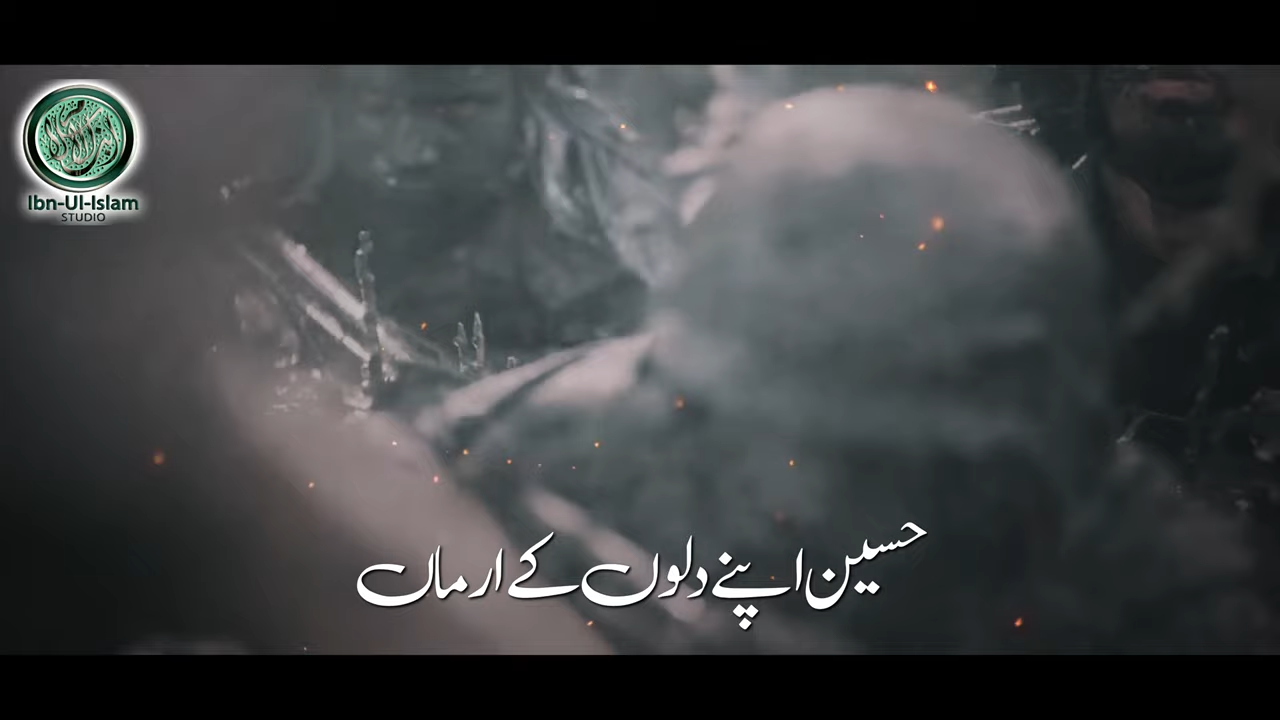 Ibn-Ul-Islam
STUDIO
حسین اپنے دلوں کے ارماں